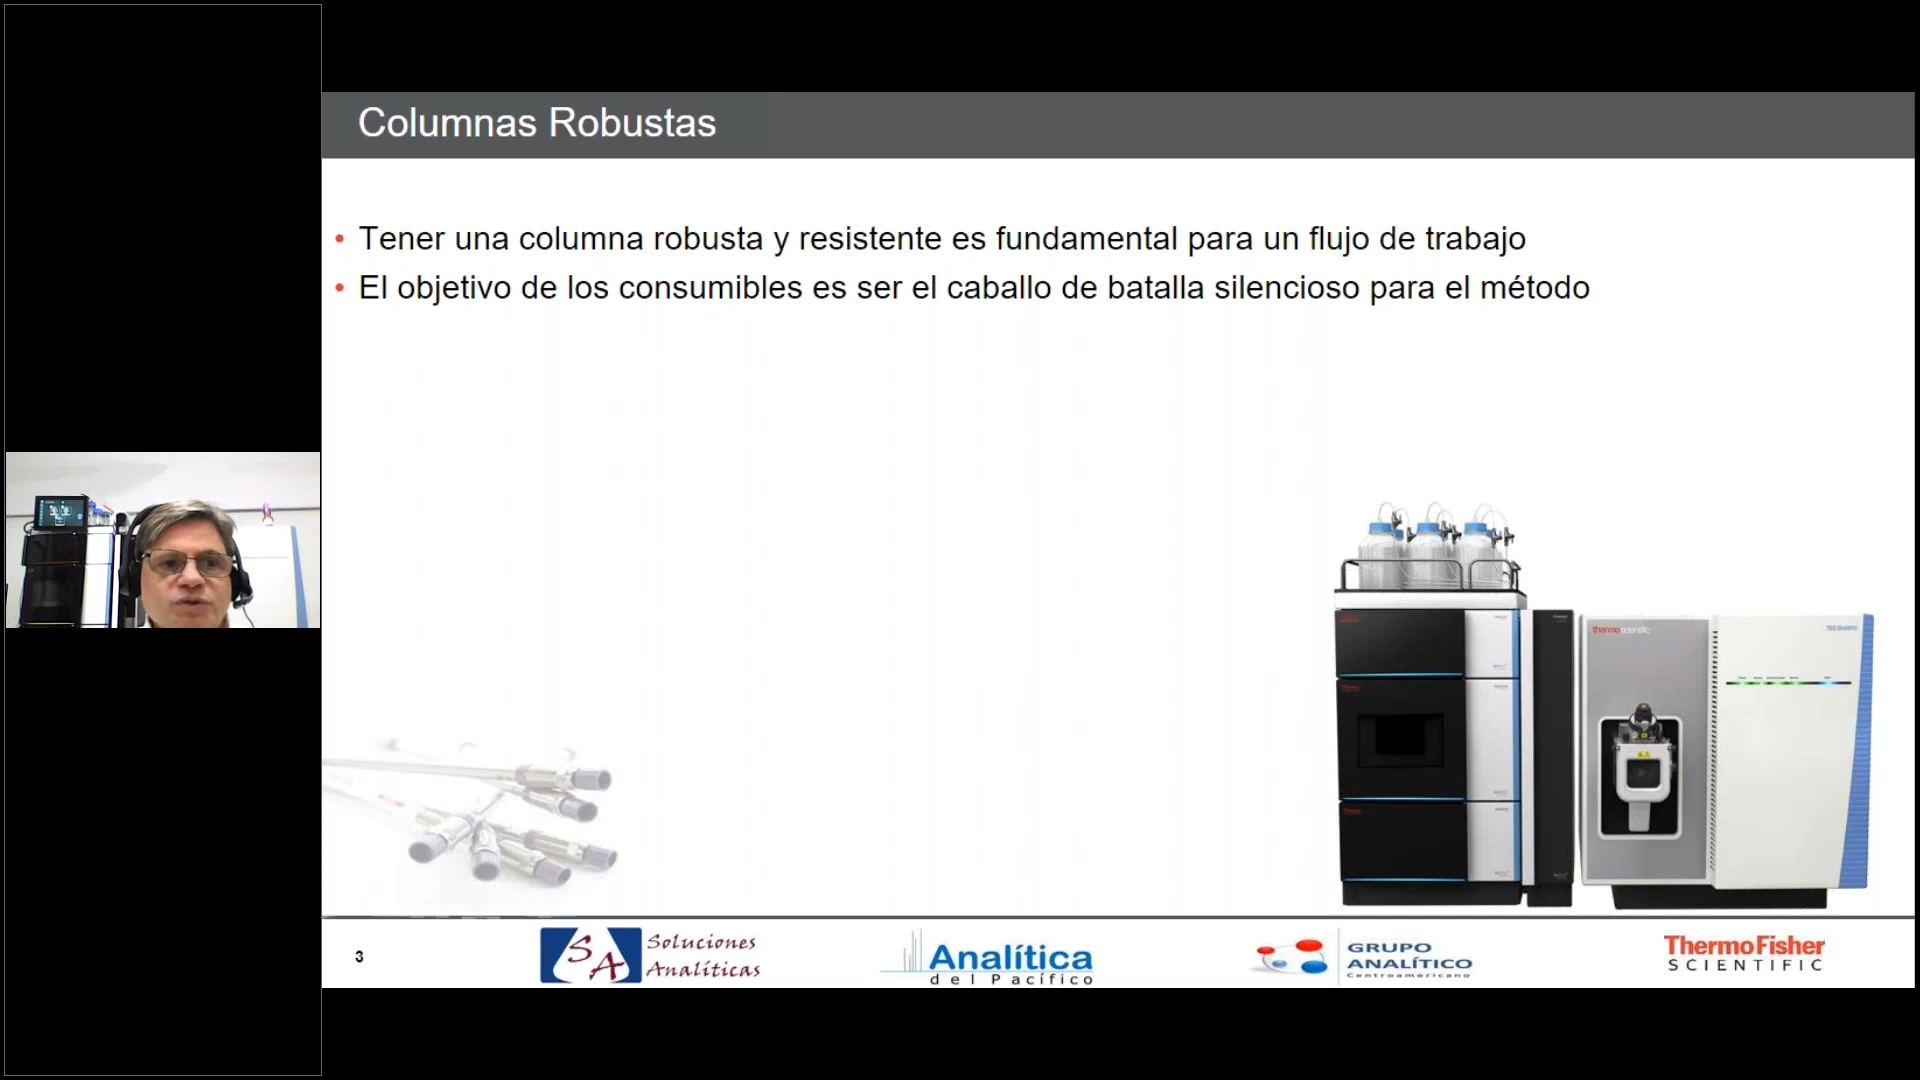 Columnas Robustas
• Tener una columna robusta y resistente es fundamental para un flujo de trabajo
• El objetivo de los consumibles es ser el caballo de batalla silencioso para el método
thermoscientific
3
SA
Soluciones
Analíticas
Analítica
del Pacífico
GRUPO
ANALÍTICO
Centroamericano
ThermoFisher
SCIENTIFIC